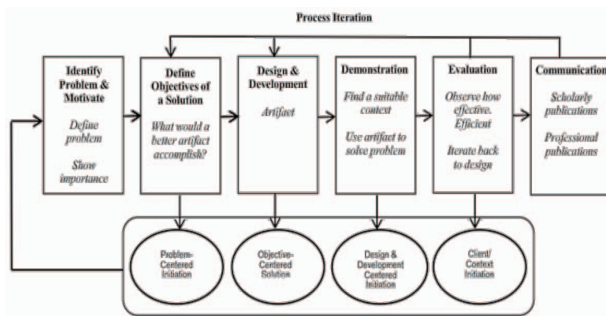 Process Iteration
Identify
Problem &
Motivate
Define
problem
Show
importance
Define
Objectives of
a Solution
What would a
better artifact
accomplish?
Design &
Development
Artifact
Demonstration
Find a suitable
context
Use artifact to
solve problem
Evaluation
Observe how
effective.
Efficient
Iterate back
to design
Communication
Scholarly
publications
Professional
publications
Problem-
Centered
Initiation
Objective-
Centered
Solution
Design &
Development
Centered
Initiation
Client/
Context
Initiation